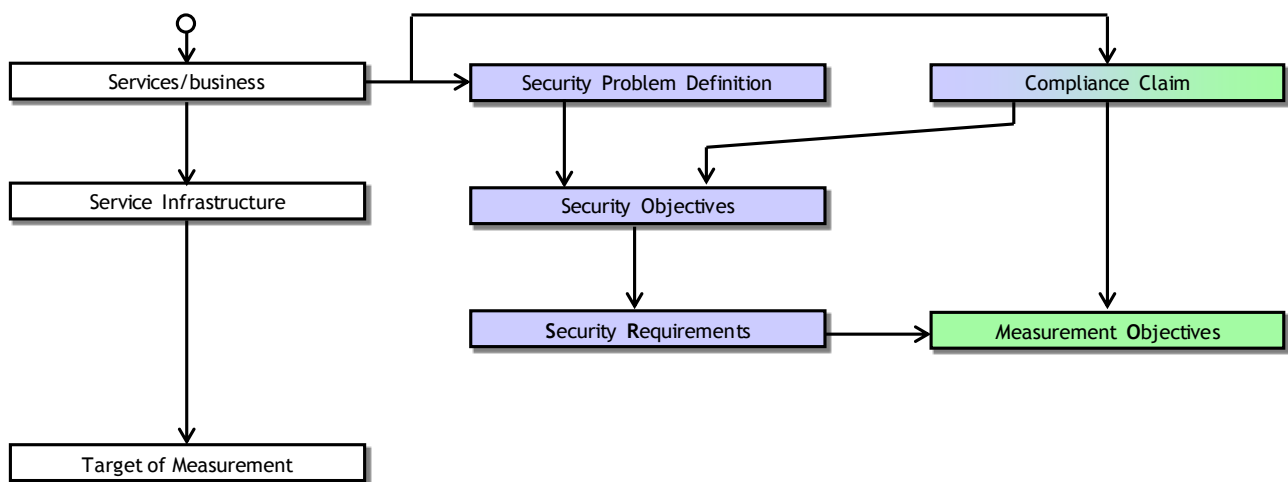 Services/business
Security Problem Definition
Compliance Claim
Service Infrastructure
Security Objectives
Security Requirements
Measurement Objectives
Target of Measurement